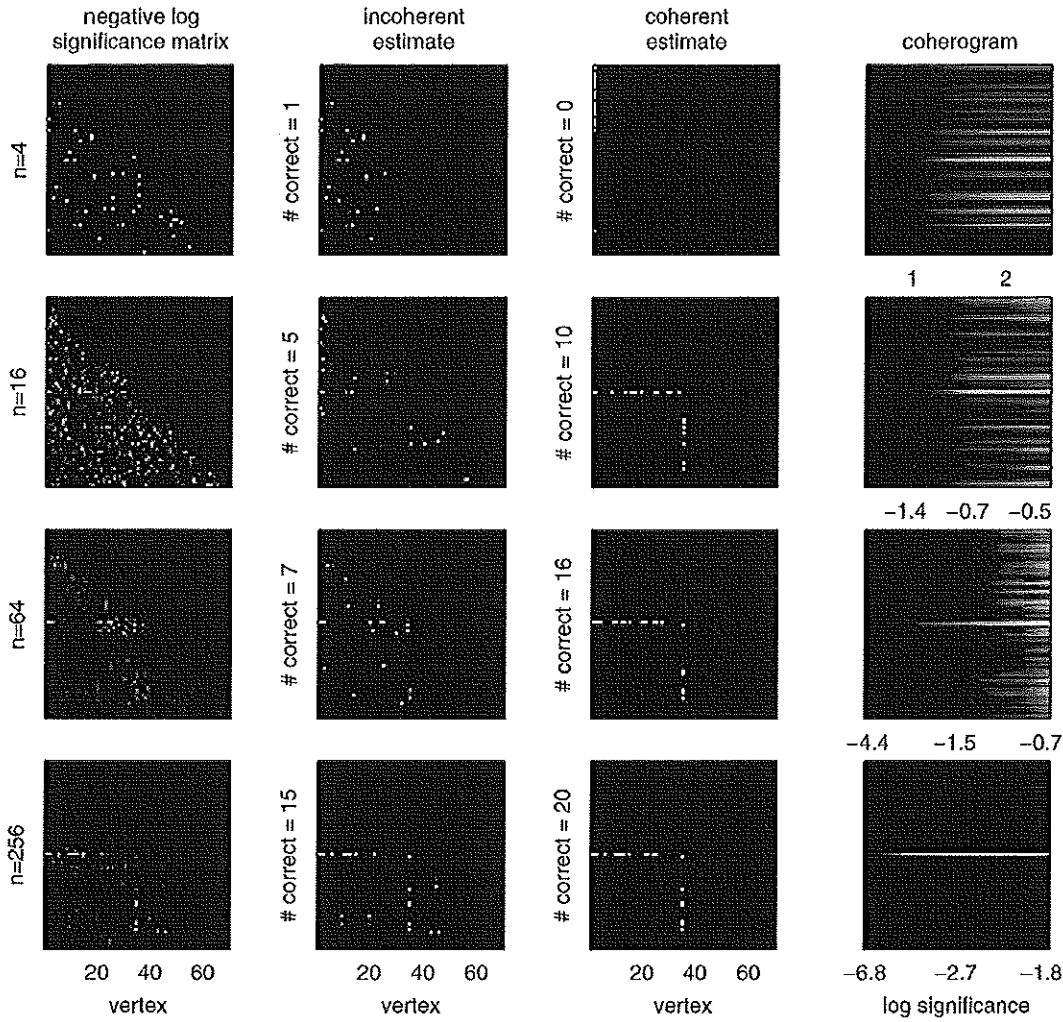 negative log
significance matrix
incoherent
estimate
coherent
estimate
coherogram
n=4
# correct = 1
# correct = 0
1 2
n=16
# correct = 5
# correct = 10
−1.4 −0.7 −0.5
n=64
# correct = 7
# correct = 16
−4.4 −1.5 −0.7
n=256
# correct = 15
# correct = 20
20 40 60
20 40 60
20 40 60
−6.8 −2.7 −1.8
vertex
vertex
vertex
log significance